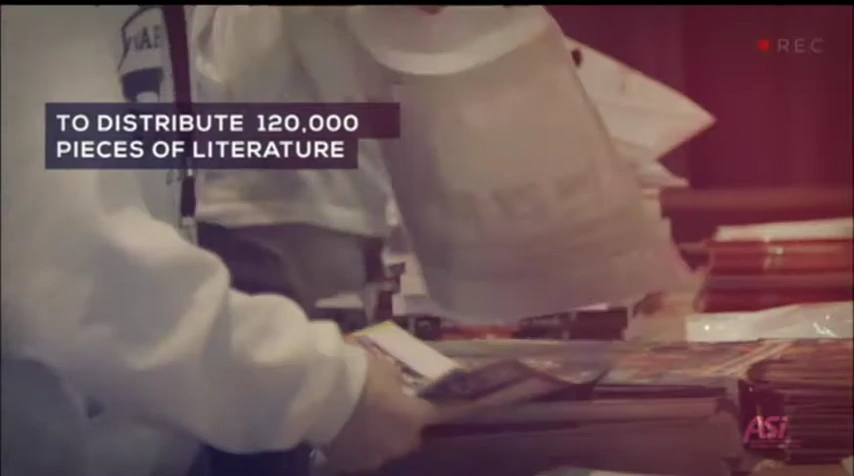 REC
TO DISTRIBUTE 120,000
PIECES OF LITERATURE
ASi